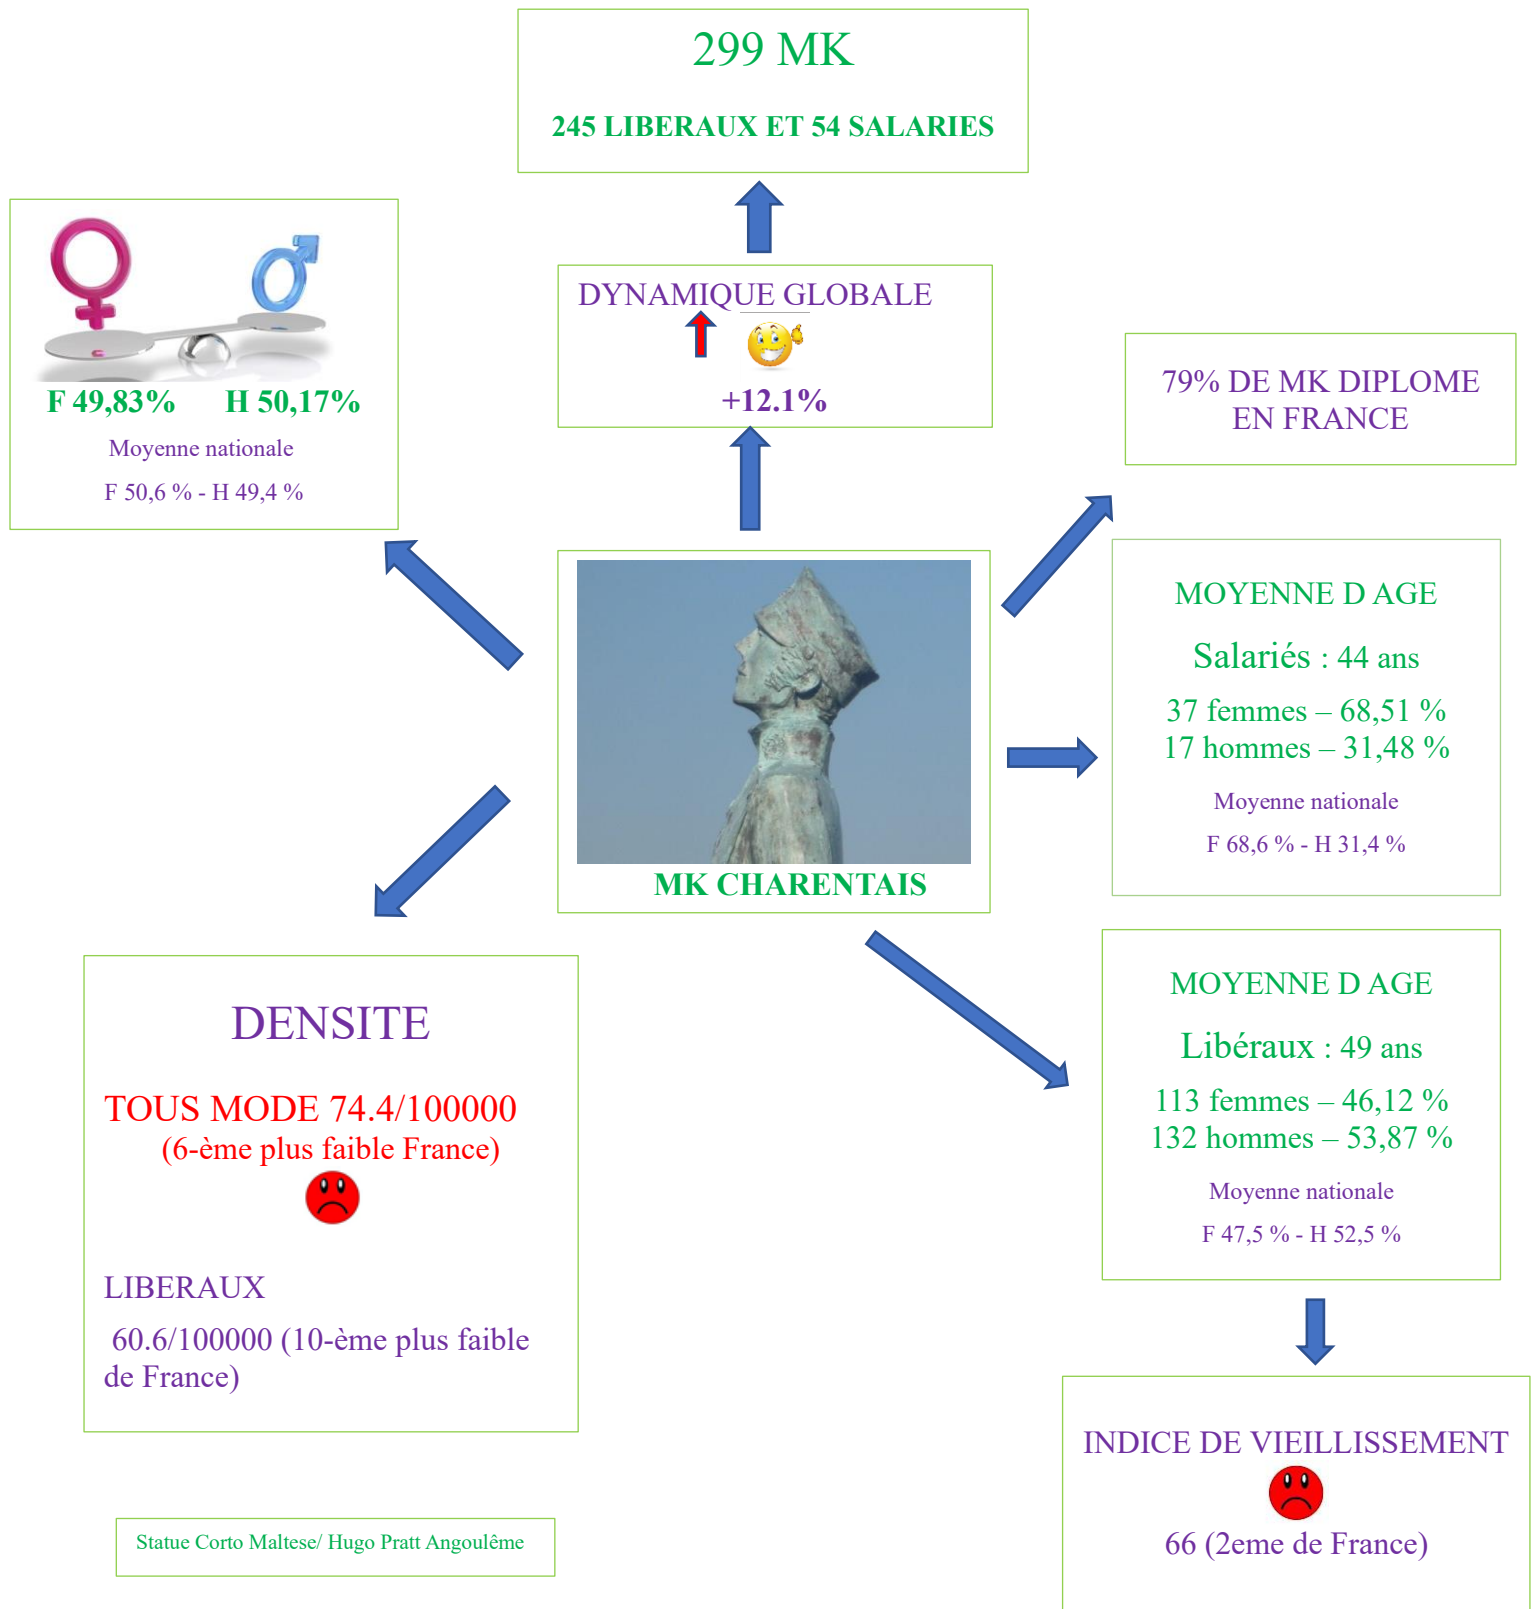 299 MK
245 LIBERAUX ET 54 SALARIES
F 49,83% H 50,17%
Moyenne nationale
F 50,6 % - H 49,4 %
DYNAMIQUE GLOBALE
+12.1%
79% DE MK DIPLOME
EN FRANCE
MOYENNE D AGE
Salariés : 44 ans
37 femmes – 68,51 %
17 hommes – 31,48 %
Moyenne nationale
F 68,6 % - H 31,4 %
MK CHARENTAIS
MOYENNE D AGE
Libéraux : 49 ans
113 femmes – 46,12 %
132 hommes – 53,87 %
Moyenne nationale
F 47,5 % - H 52,5 %
DENSITE
TOUS MODE 74.4/100000
(6-ème plus faible France)
LIBERAUX
60.6/100000 (10-ème plus faible
de France)
INDICE DE VIEILLISSEMENT
66 (2eme de France)
Statue Corto Maltese/ Hugo Pratt Angoulême